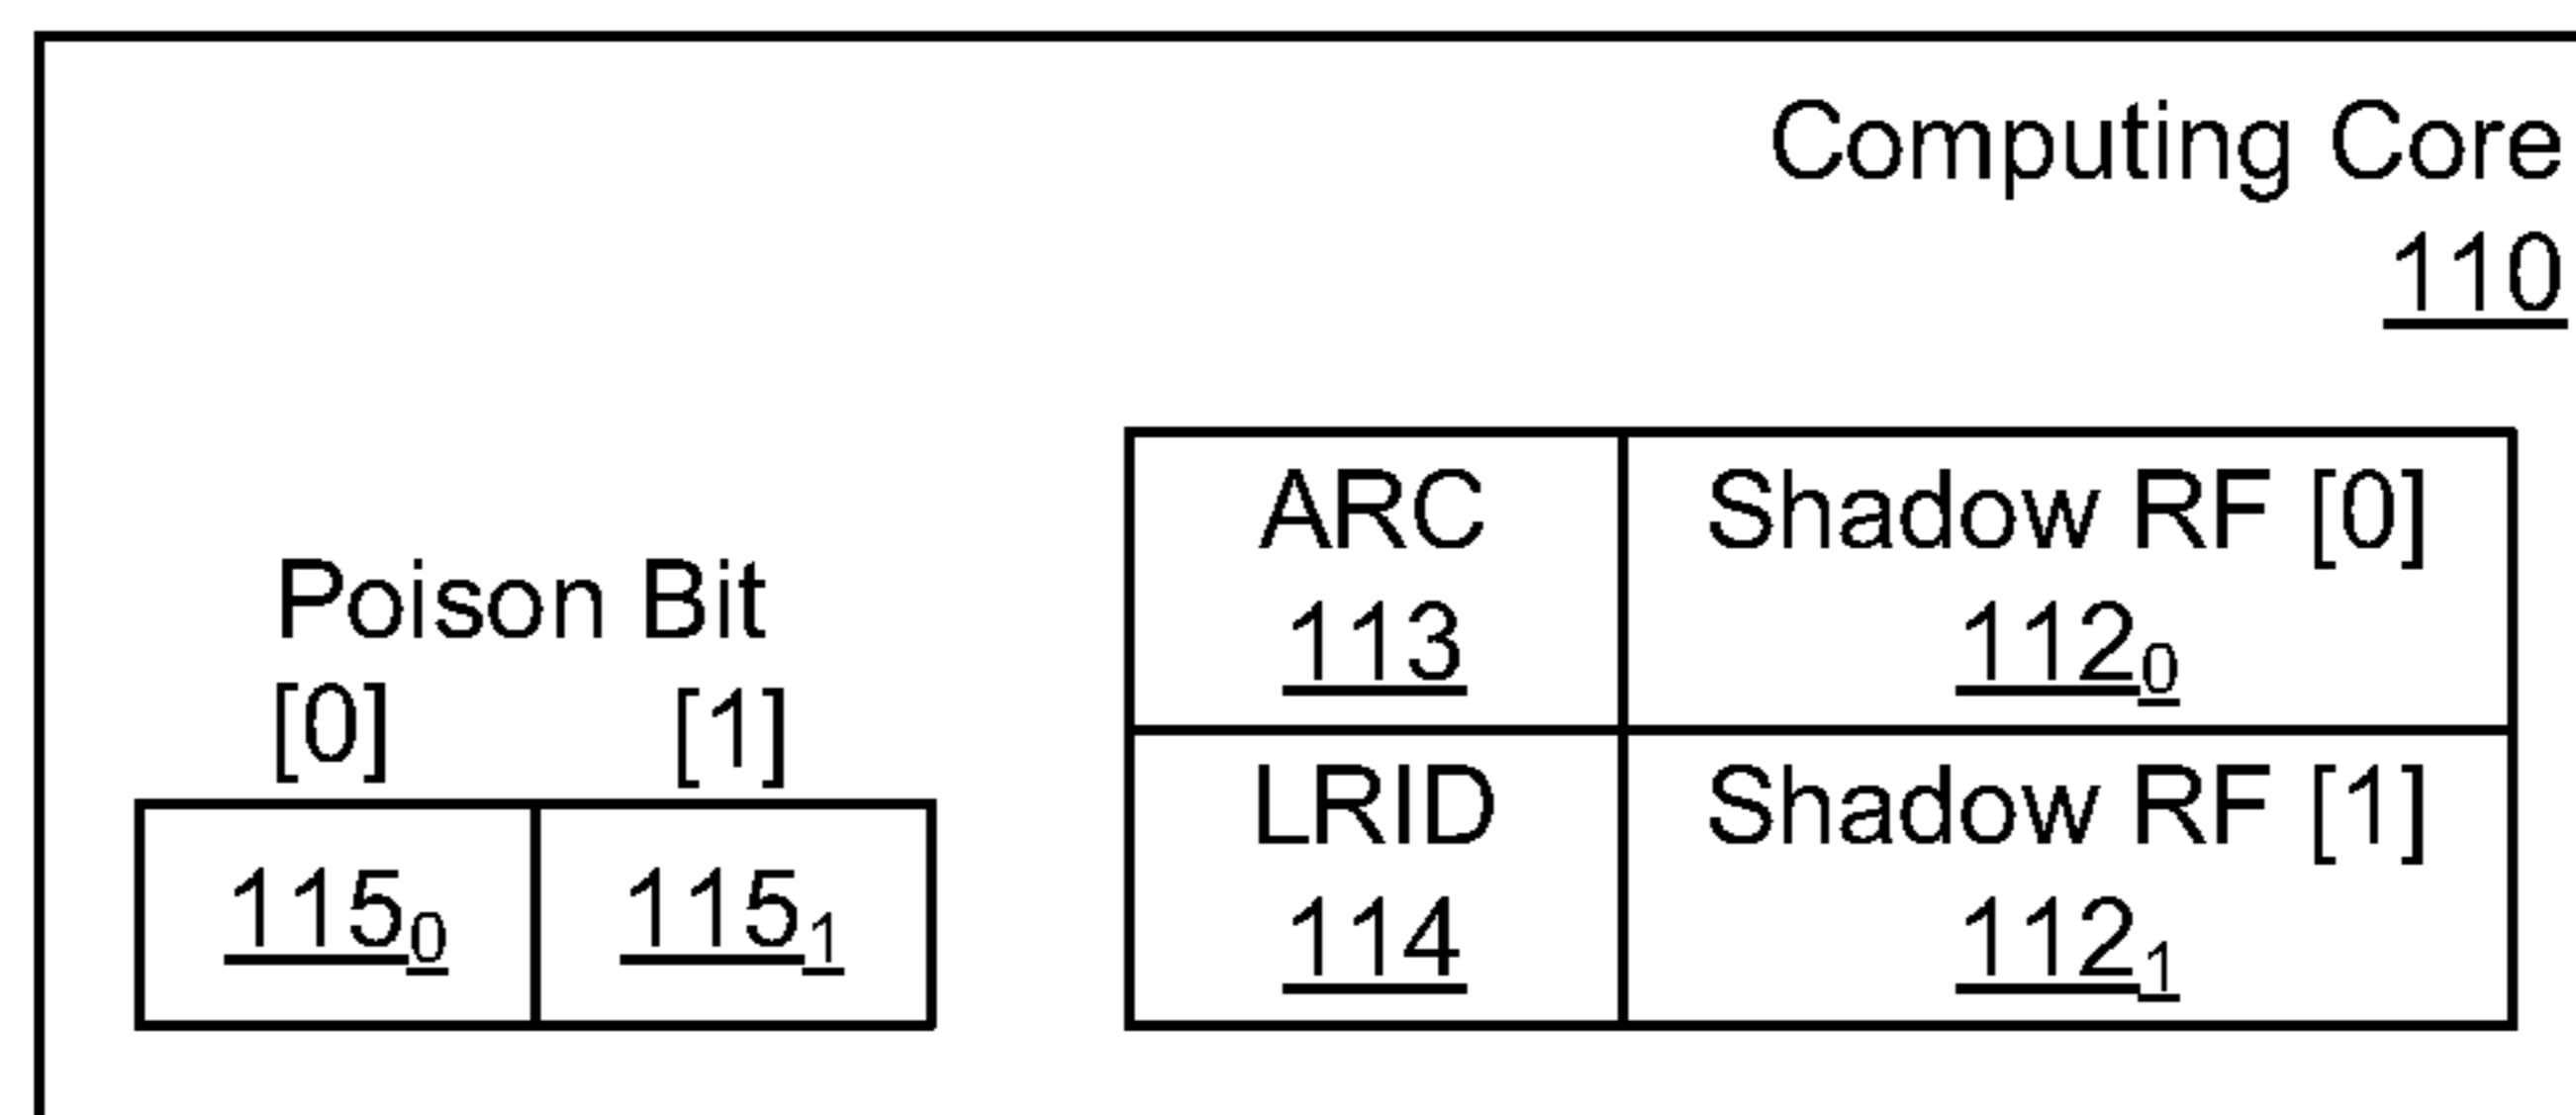 Computing Core
110
Poison Bit
[0] [1]
115₀ 115₁
ARC
113
Shadow RF [0]
112₀
LRID
114
Shadow RF [1]
112₁